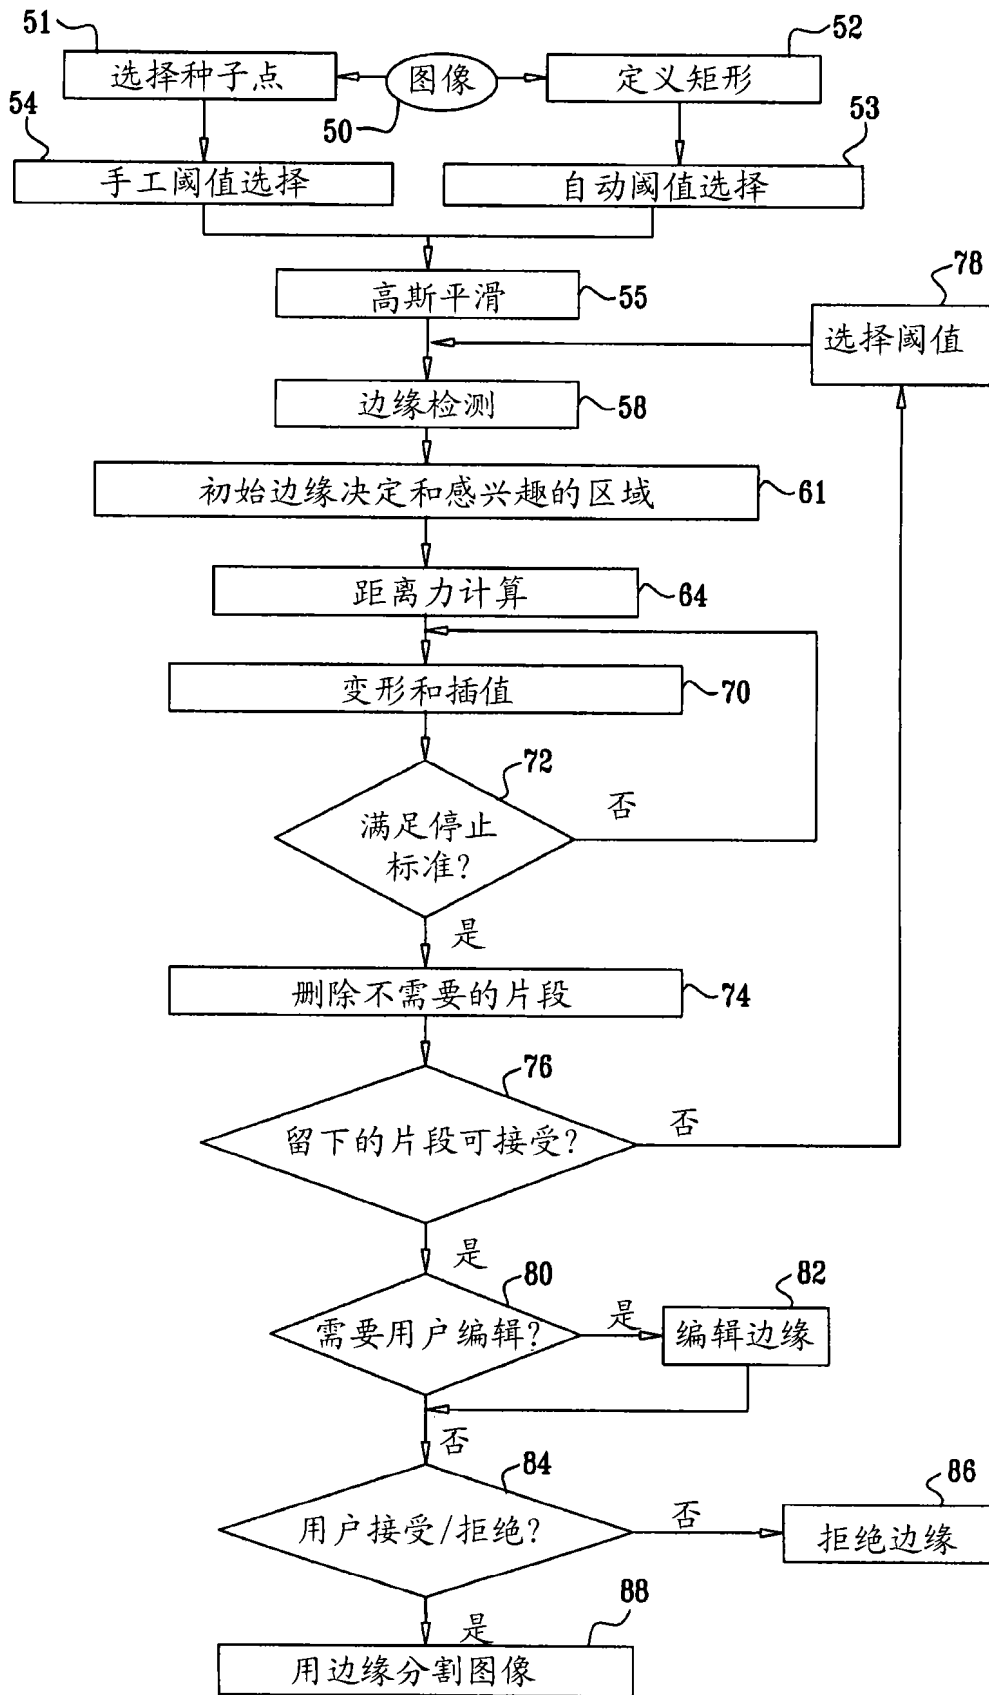 51
52
选择种子点
图像
定义矩形
54
50
53
手工阈值选择
自动阈值选择
78
高斯平滑
55
选择阈值
边缘检测
58
初始边缘决定和感兴趣的区域
61
距离力计算
64
变形和插值
70
72
否
满足停止
标准?
是
删除不需要的片段
74
76
否
留下的片段可接受?
是
80
82
需要用户编辑?
是
编辑边缘
否
84
86
用户接受/拒绝?
否
拒绝边缘
88
是
用边缘分割图像